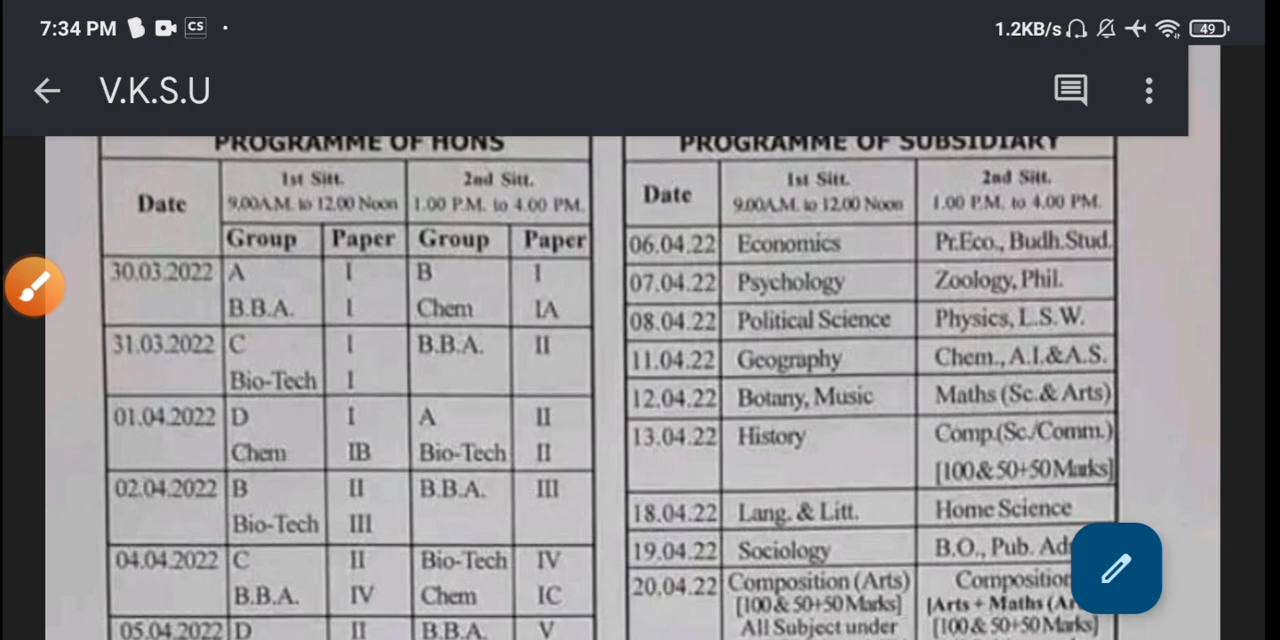 7:34 PM CS 1.2KB/s 49
V.K.S.U
PROGRAMME OF HONS
Date 1st Sitt. 2nd Sitt.
9.00A.M. to 12.00 Noon 1.00 P.M. to 4.00 P.M.
Group Paper Group Paper
30.03.2022 A I B I
B.B.A. I Chem IA
31.03.2022 C I B.B.A. II
Bio-Tech I
01.04.2022 D I A II
Chem IB Bio-Tech II
02.04.2022 B II B.B.A. III
Bio-Tech III
04.04.2022 C II Bio-Tech IV
B.B.A. IV Chem IC
05.04.2022 D II B.B.A. V
PROGRAMME OF SUBSIDIARY
Date 1st Sitt. 2nd Sitt.
9.00A.M. to 12.00 Noon 1.00 P.M. to 4.00 P.M.
06.04.22 Economics Pr.Eco., Budh.Stud.
07.04.22 Psychology Zoology, Phil.
08.04.22 Political Science Physics, L.S.W.
11.04.22 Geography Chem., A.I.&A.S.
12.04.22 Botany, Music Maths (Sc.& Arts)
13.04.22 History Comp.(Sc./Comm.)
[100 & 50+50 Marks]
18.04.22 Lang. & Litt. Home Science
19.04.22 Sociology B.O., Pub.
20.04.22 Composition (Arts)
[100 & 50+50 Marks] [Arts + Maths
All Subject under [100 & 50+50 Marks]